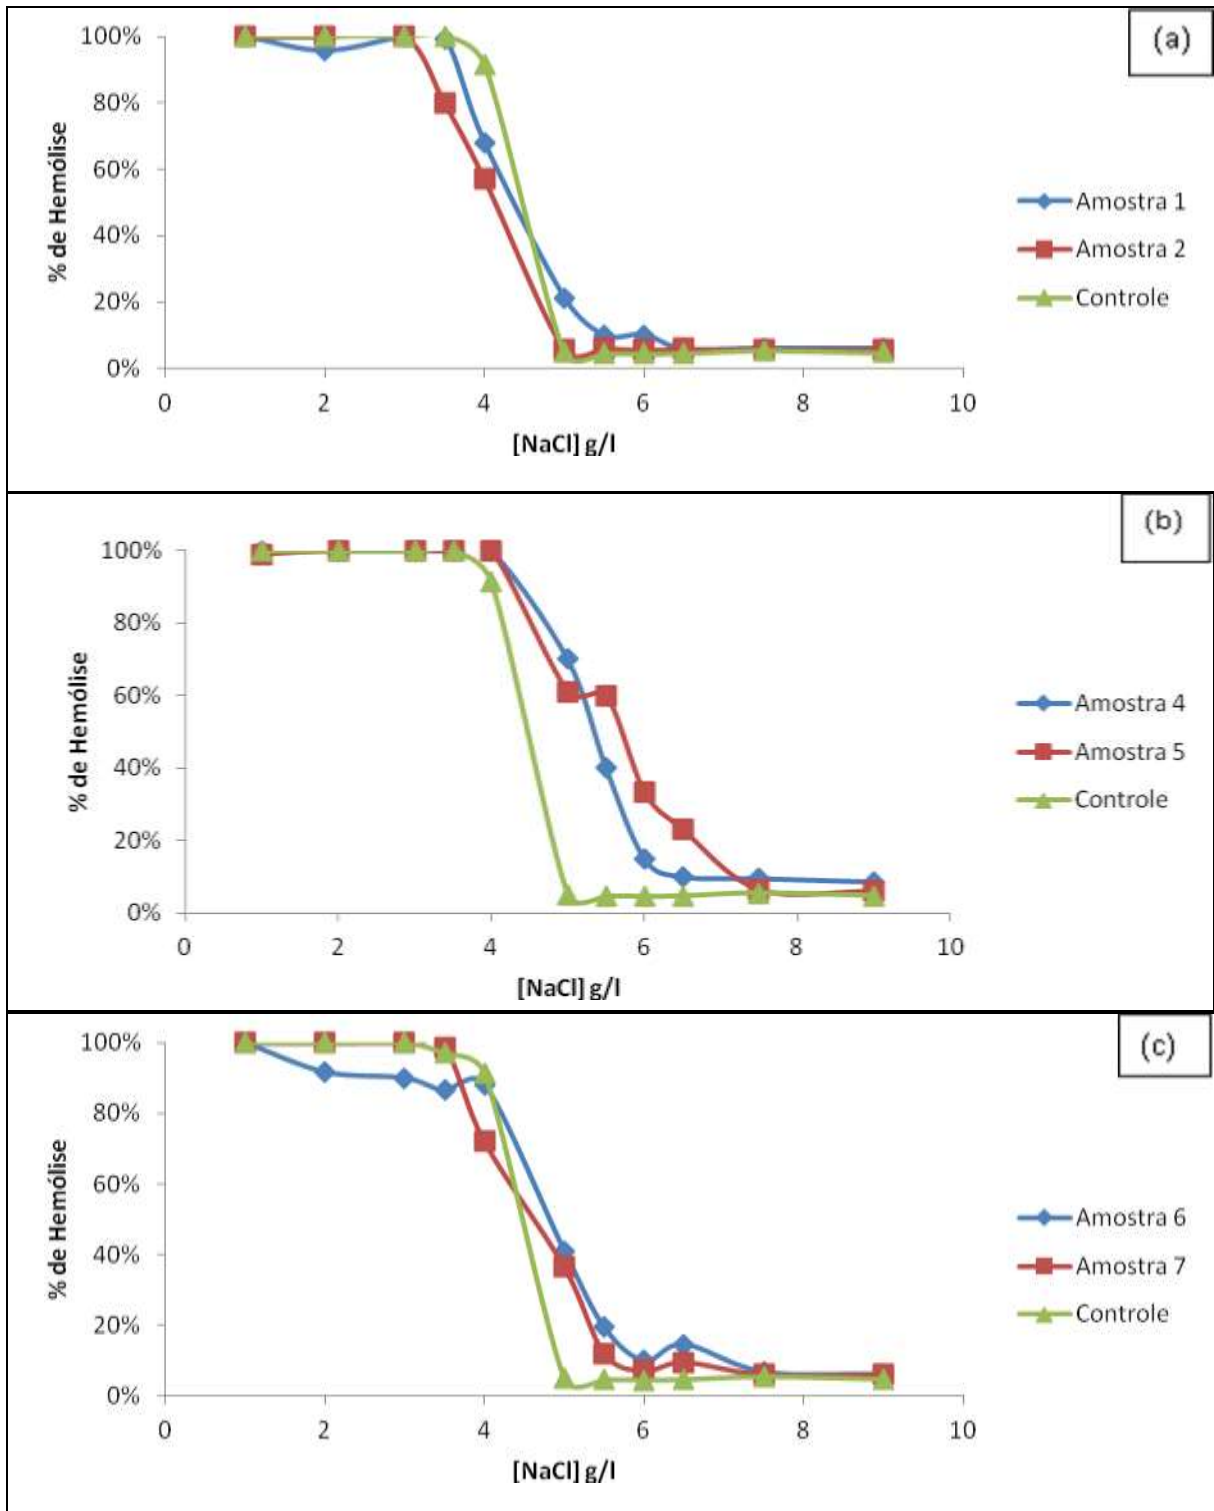 (a)
% de Hemólise
100%
80%
60%
40%
20%
0%
0 2 4 6 8 10
[NaCl] g/l
Amostra 1
Amostra 2
Controle
(b)
% de Hemólise
100%
80%
60%
40%
20%
0%
0 2 4 6 8 10
[NaCl] g/l
Amostra 4
Amostra 5
Controle
(c)
% de Hemólise
100%
80%
60%
40%
20%
0%
0 2 4 6 8 10
[NaCl] g/l
Amostra 6
Amostra 7
Controle